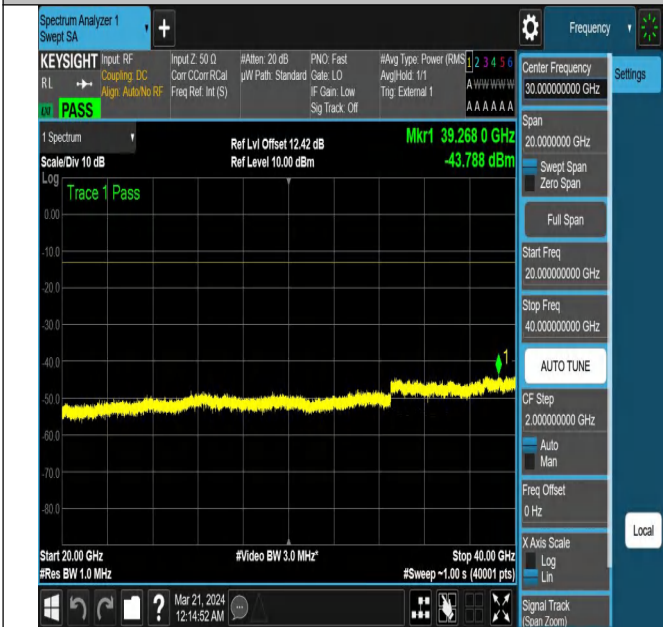 Spectrum Analyzer 1
Swept SA
+
Frequency
KEYSIGHT
RL
PASS
Input: RF
Coupling: DC
Align: Auto/No RF
Input Z: 50 Ω
Corr CCorr RCal
Freq Ref: Int (S)
#Atten: 20 dB
µW Path: Standard
PNO: Fast
Gate: LO
IF Gain: Low
Sig Track: Off
#Avg Type: Power (RMS
Avg|Hold: 1/1
Trig: External 1
1 2 3 4 5 6
A W W W W W
A A A A A A
1 Spectrum
Scale/Div 10 dB
Ref Lvl Offset 12.42 dB
Ref Level 10.00 dBm
Mkr1 39.268 0 GHz
-43.788 dBm
Log
Trace 1 Pass
0.00
-10.0
-20.0
-30.0
-40.0
-50.0
-60.0
-70.0
-80.0
1
Start 20.00 GHz
#Res BW 1.0 MHz
#Video BW 3.0 MHz*
Stop 40.00 GHz
#Sweep ~1.00 s (40001 pts)
?
Mar 21, 2024
12:14:52 AM
Center Frequency
30.000000000 GHz
Settings
Span
20.0000000 GHz
Swept Span
Zero Span
Full Span
Start Freq
20.000000000 GHz
Stop Freq
40.000000000 GHz
AUTO TUNE
CF Step
2.000000000 GHz
Auto
Man
Freq Offset
0 Hz
X Axis Scale
Log
Lin
Local
Signal Track
(Span Zoom)